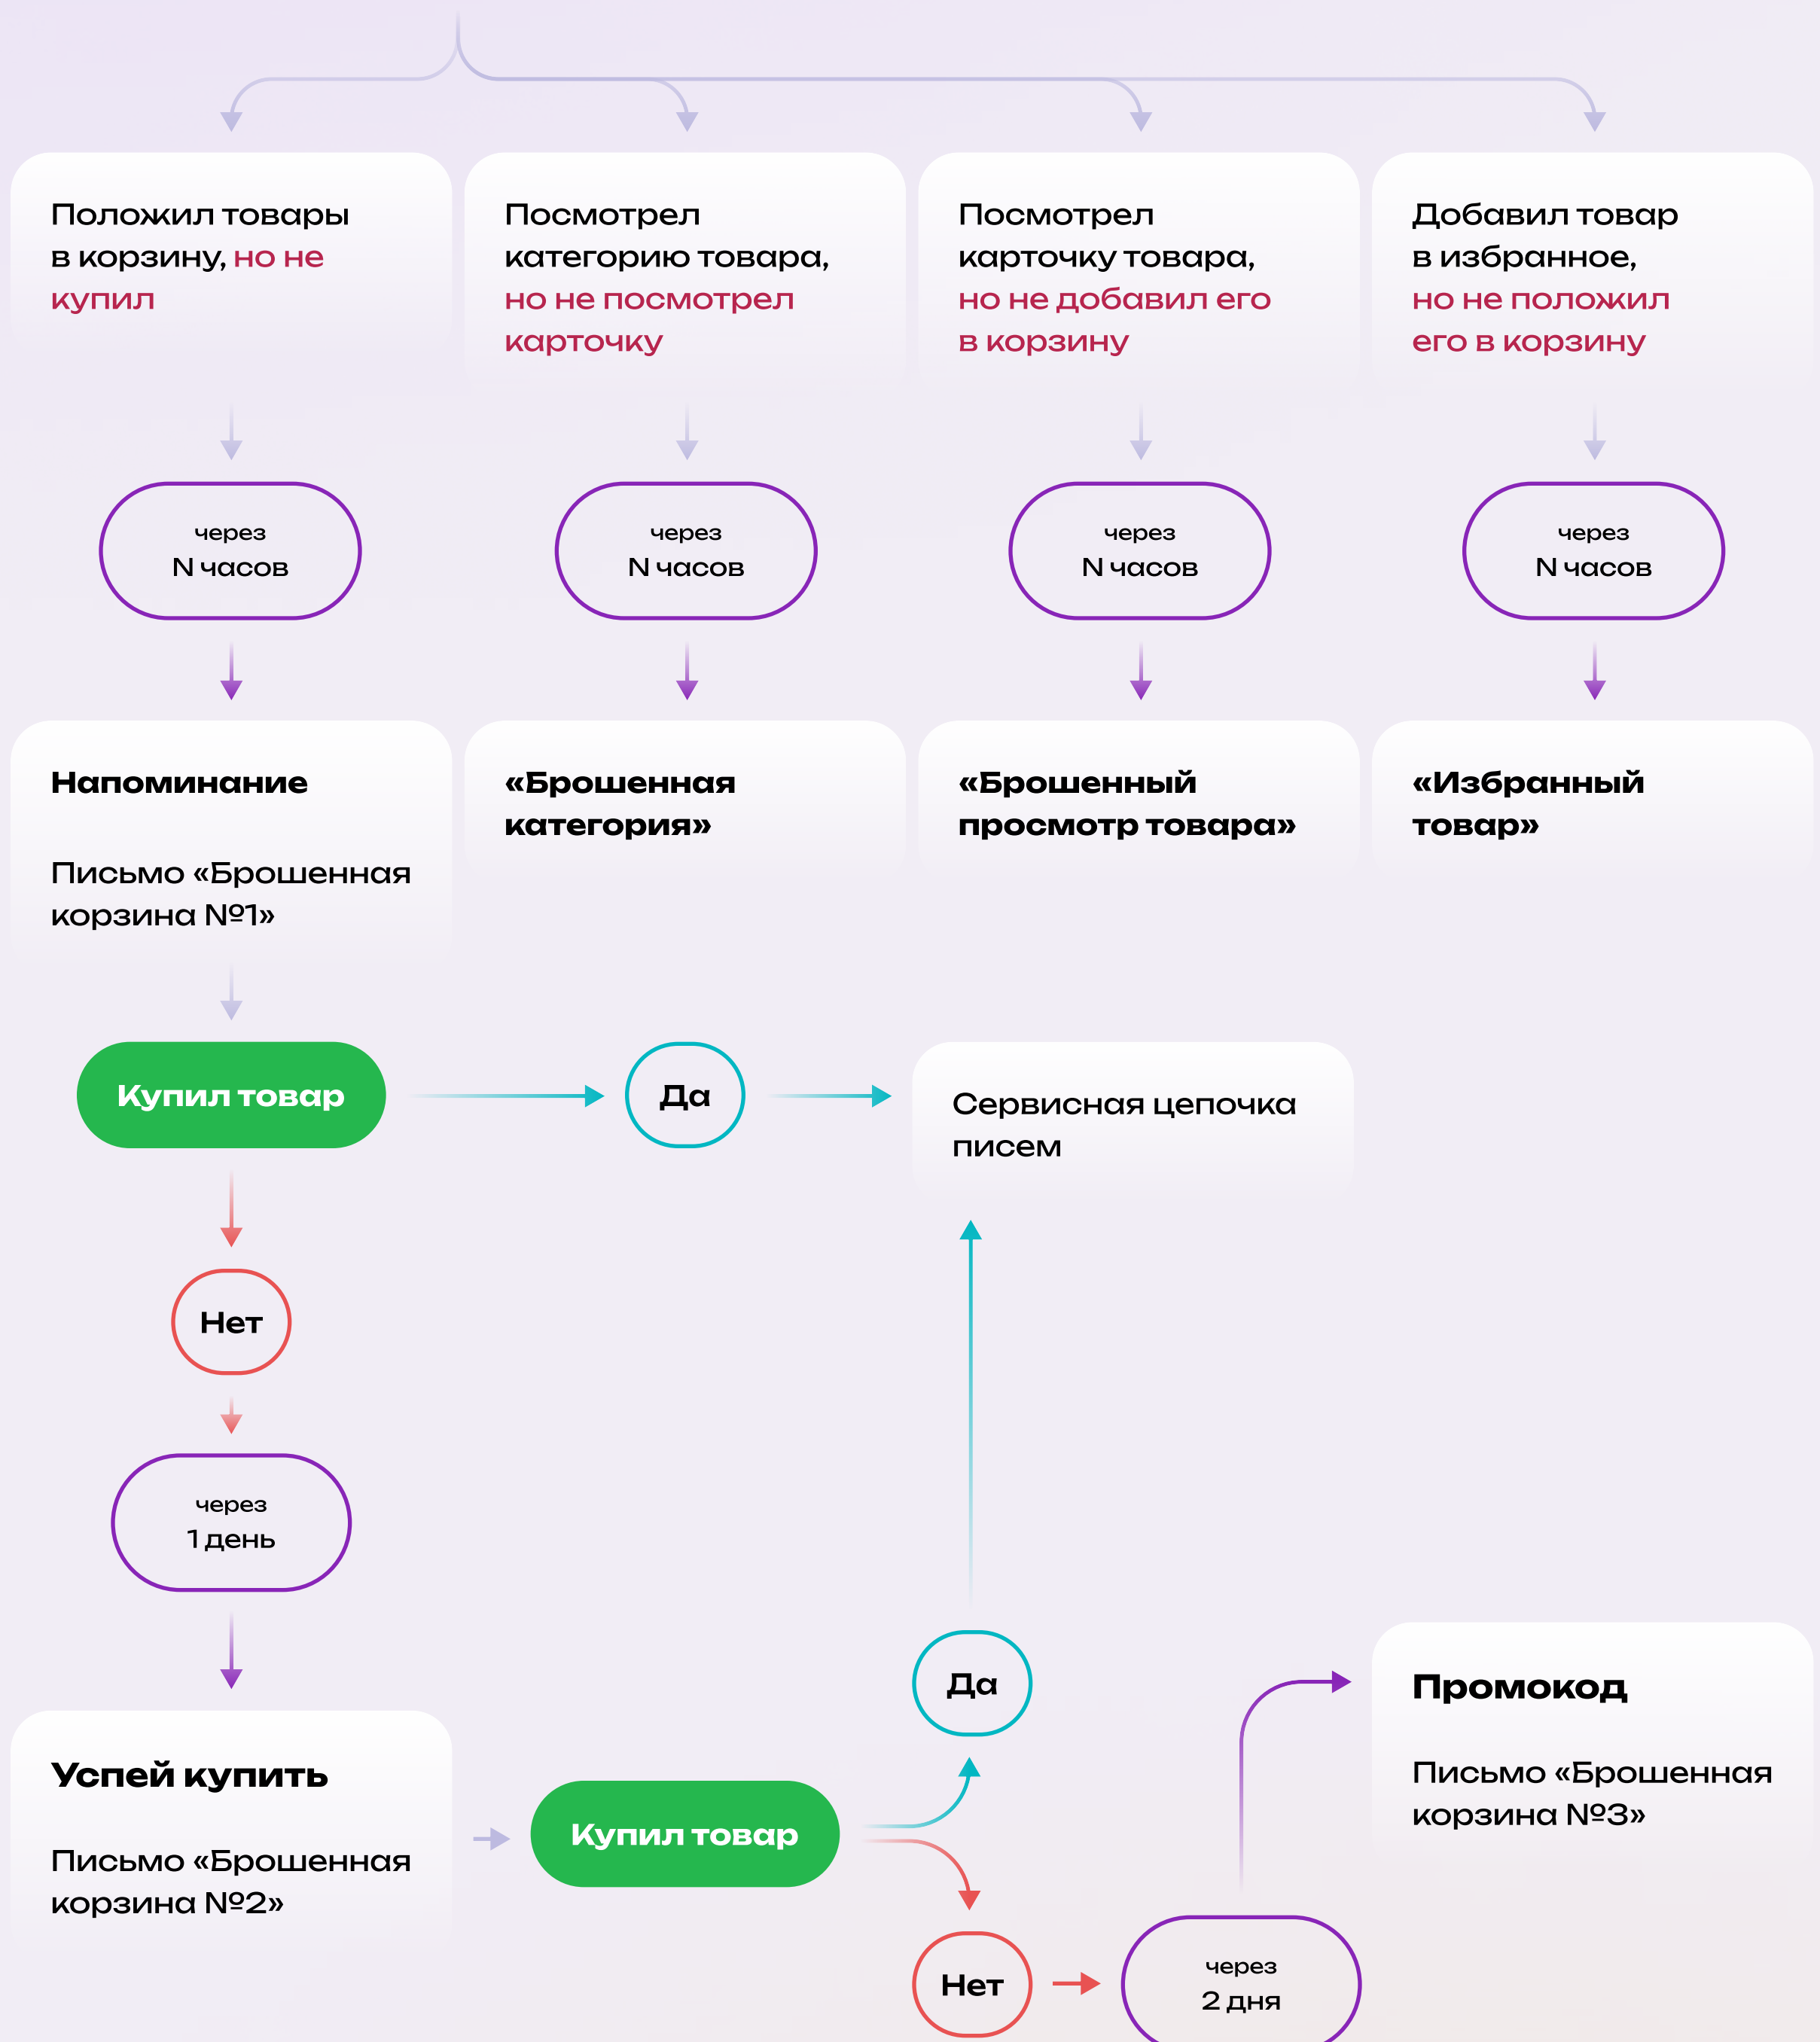 Положил товары
в корзину, но не
купил
Посмотрел
категорию товара,
но не посмотрел
карточку
Посмотрел
карточку товара,
но не добавил его
в корзину
Добавил товар
в избранное,
но не положил
его в корзину
через
N часов
через
N часов
через
N часов
через
N часов
Напоминание
Письмо «Брошенная
корзина №1»
«Брошенная
категория»
«Брошенный
просмотр товара»
«Избранный
товар»
Купил товар
Да
Сервисная цепочка
писем
Нет
через
1 день
Успей купить
Письмо «Брошенная
корзина №2»
Купил товар
Да
Нет
через
2 дня
Промокод
Письмо «Брошенная
корзина №3»